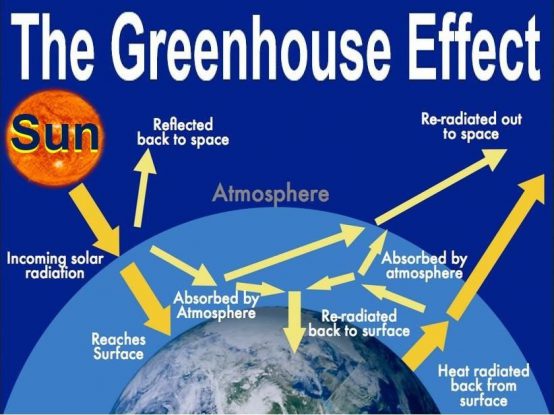 The Greenhouse Effect
Sun
Reflected
back to space
Re-radiated out
to space
Atmosphere
Incoming solar
radiation
Absorbed by
Atmosphere
Absorbed by
atmosphere
Reaches
Surface
Re-radiated
back to surface
Heat radiated
back from
surface